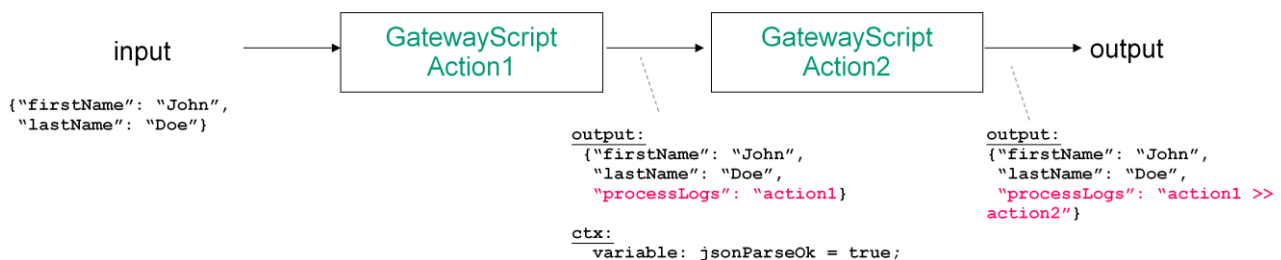 input
GatewayScript
Action1
GatewayScript
Action2
output
{“firstName”: “John”,
“lastName”: “Doe”}
output:
{“firstName”: “John”,
“lastName”: “Doe”,
“processLogs”: “action1}
ctx:
variable: jsonParseOk = true;
output:
{“firstName”: “John”,
“lastName”: “Doe”,
“processLogs”: “action1 >>
action2”}